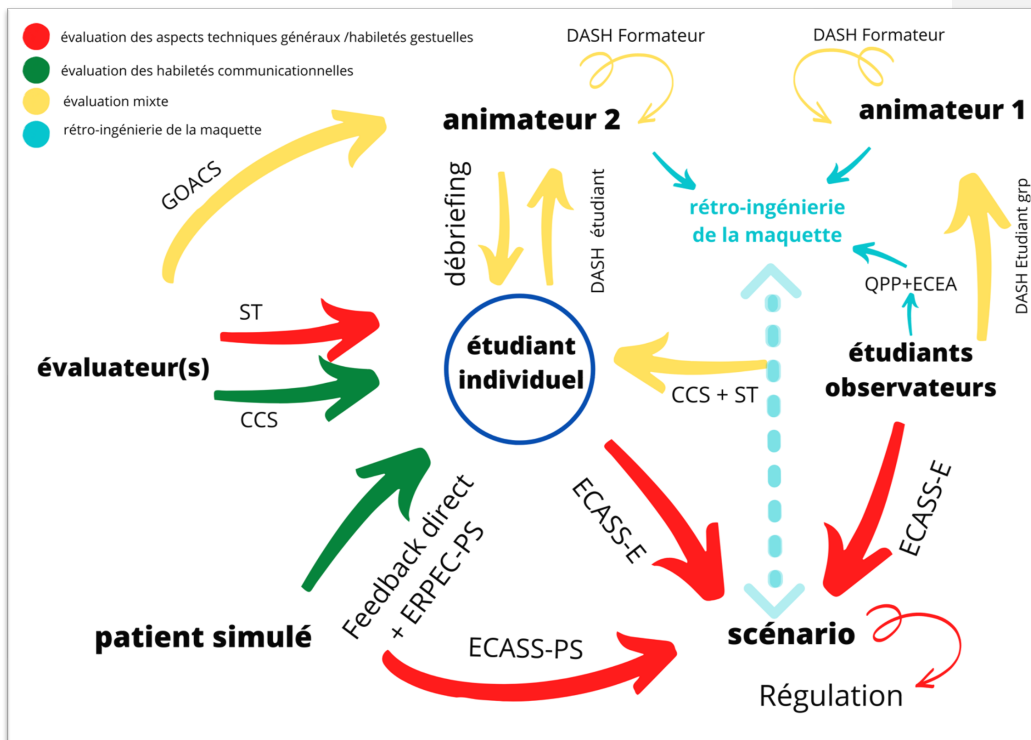 évaluation des aspects techniques généraux /habiletés gestuelles
évaluation des habiletés communicationnelles
évaluation mixte
rétro-ingénierie de la maquette
DASH Formateur
DASH Formateur
animateur 2
animateur 1
GOACS
débriefing
DASH étudiant
rétro-ingénierie
de la maquette
DASH Etudiant grp
QPP+ECEA
ST
évaluateur(s)
CCS
étudiant
individuel
CCS + ST
étudiants
observateurs
ECASS-E
ECASS-E
Feedback direct
+ ERPEC-PS
patient simulé
ECASS-PS
scénario
Régulation